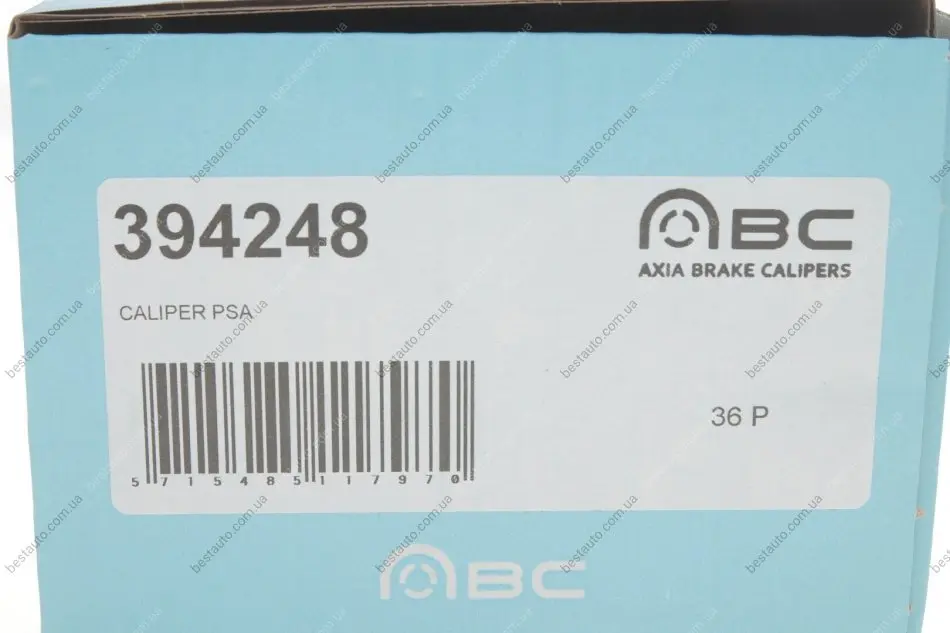 394248
ABC
AXIA BRAKE CALIPERS
CALIPER PSA
36 P
5 715485 117970
ABC
bestauto.com.ua